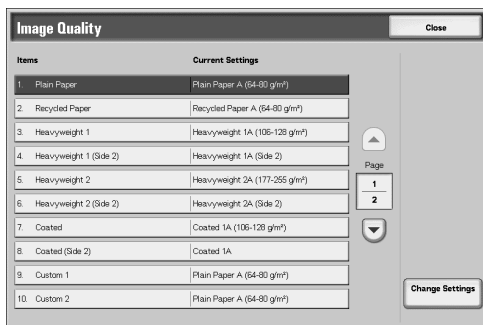 Image Quality
Close
Items Current Settings
1. Plain Paper Plain Paper A (64-80 g/m²)
2. Recycled Paper Recycled Paper A (64-80 g/m²)
3. Heavyweight 1 Heavyweight 1A (106-128 g/m²)
4. Heavyweight 1 (Side 2) Heavyweight 1A (Side 2)
5. Heavyweight 2 Heavyweight 2A (177-255 g/m²)
6. Heavyweight 2 (Side 2) Heavyweight 2A (Side 2)
7. Coated Coated 1A (106-128 g/m²)
8. Coated (Side 2) Coated 1A
9. Custom 1 Plain Paper A (64-80 g/m²)
10. Custom 2 Plain Paper A (64-80 g/m²)
Page
1
2
Change Settings